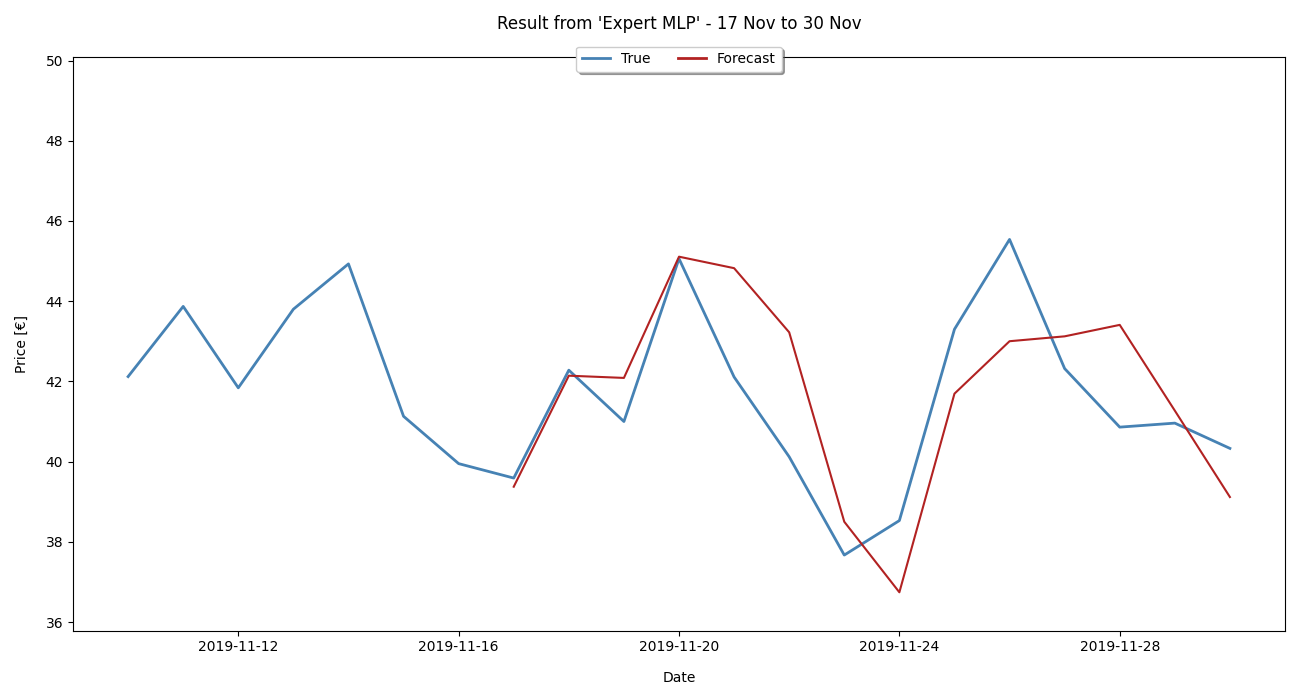 Result from 'Expert MLP' - 17 Nov to 30 Nov
True Forecast
50
48
46
44
42
40
38
36
Price [€]
2019-11-12 2019-11-16 2019-11-20 2019-11-24 2019-11-28
Date